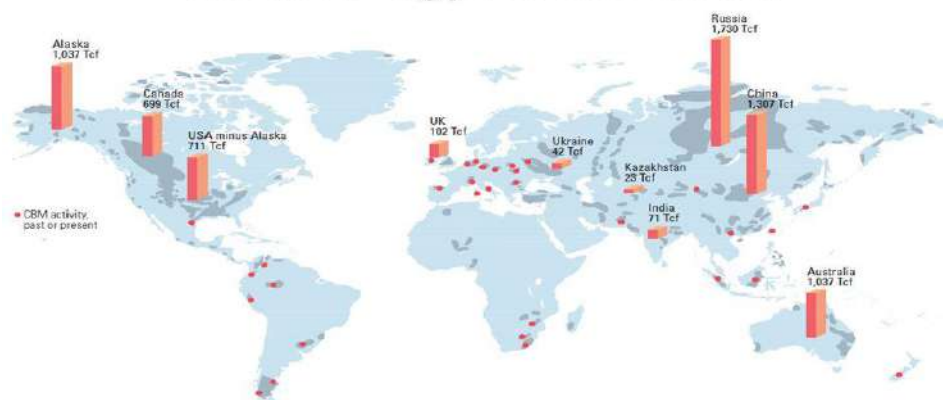 Russia
1,730 Tcf
Alaska
1,037 Tcf
Canada
699 Tcf
China
1,307 Tcf
UK
102 Tcf
USA minus Alaska
711 Tcf
Ukraine
42 Tcf
Kazakhstan
23 Tcf
India
71 Tcf
CBM activity,
past or present
Australia
1,037 Tcf